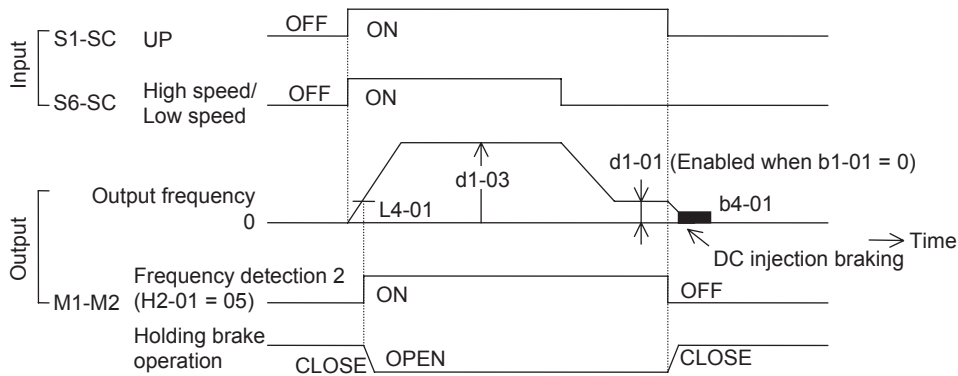 Input
S1-SC UP OFF ON
S6-SC High speed/
Low speed OFF ON
d1-01 (Enabled when b1-01 = 0)
d1-03
Output
Output frequency
0
L4-01
b4-01
Time
DC injection braking
M1-M2 Frequency detection 2
(H2-01 = 05) ON OFF
Holding brake
operation
CLOSE OPEN CLOSE